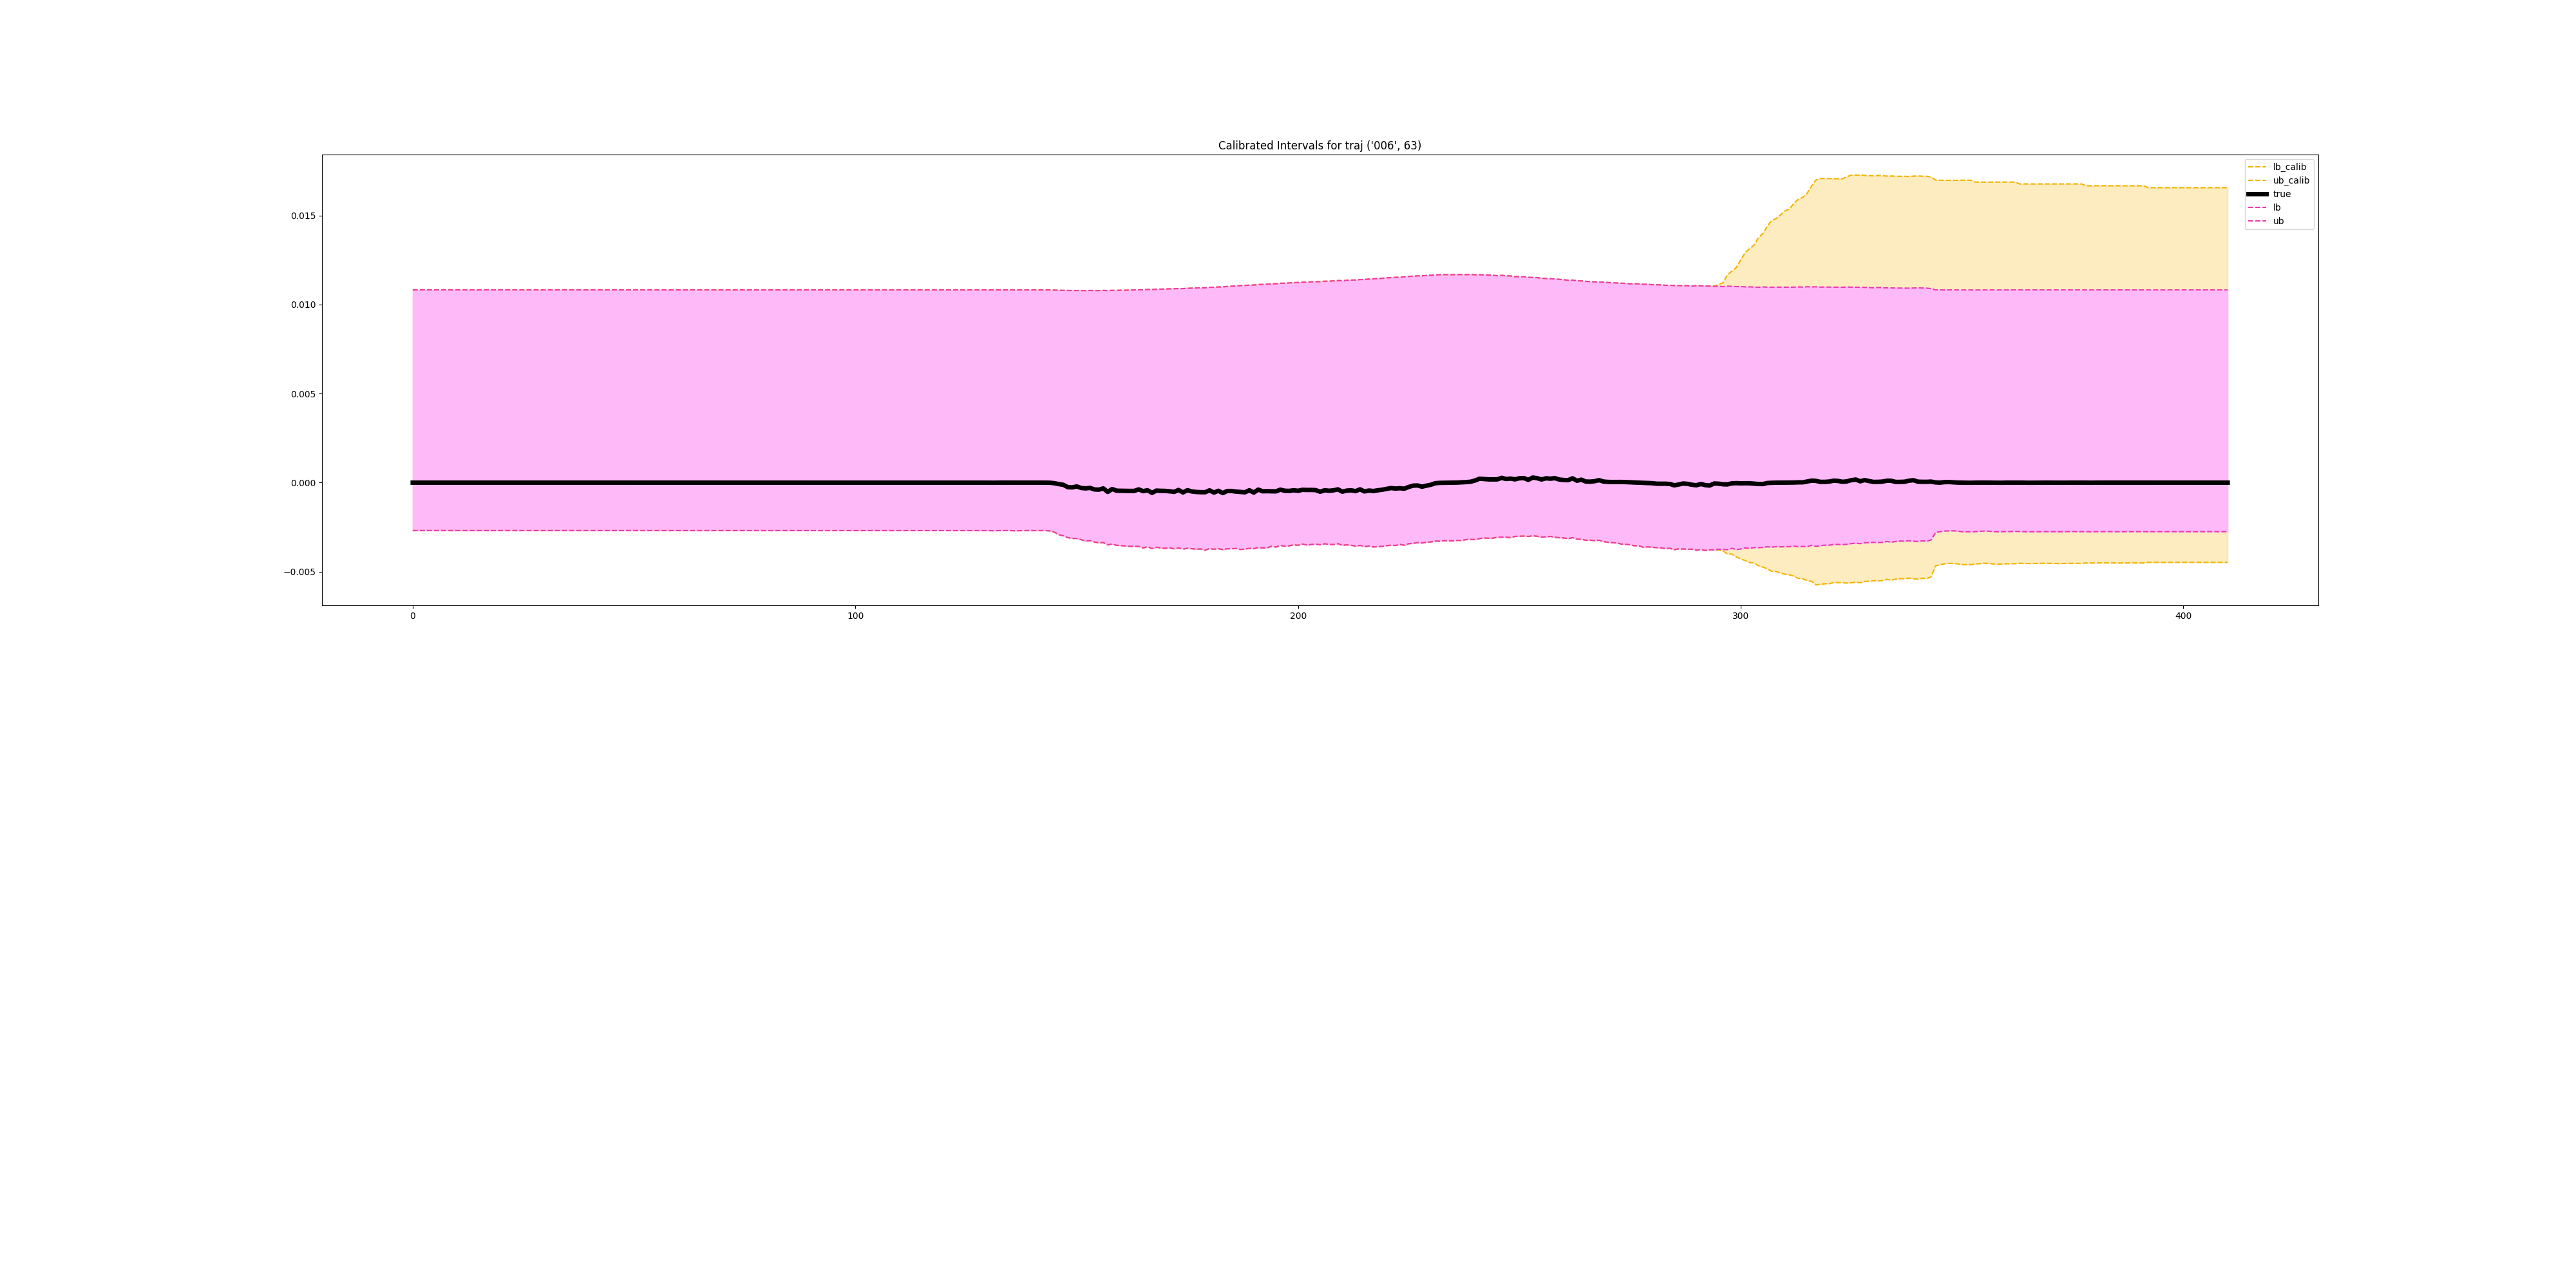 Calibrated Intervals for traj ('006', 63)
lb_calib
ub_calib
true
lb
ub
0.015
0.010
0.005
0.000
−0.005
0 100 200 300 400